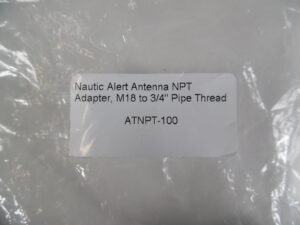 Nautic Alert Antenna NPT
Adapter, M18 to 3/4" Pipe Thread
ATNPT-100